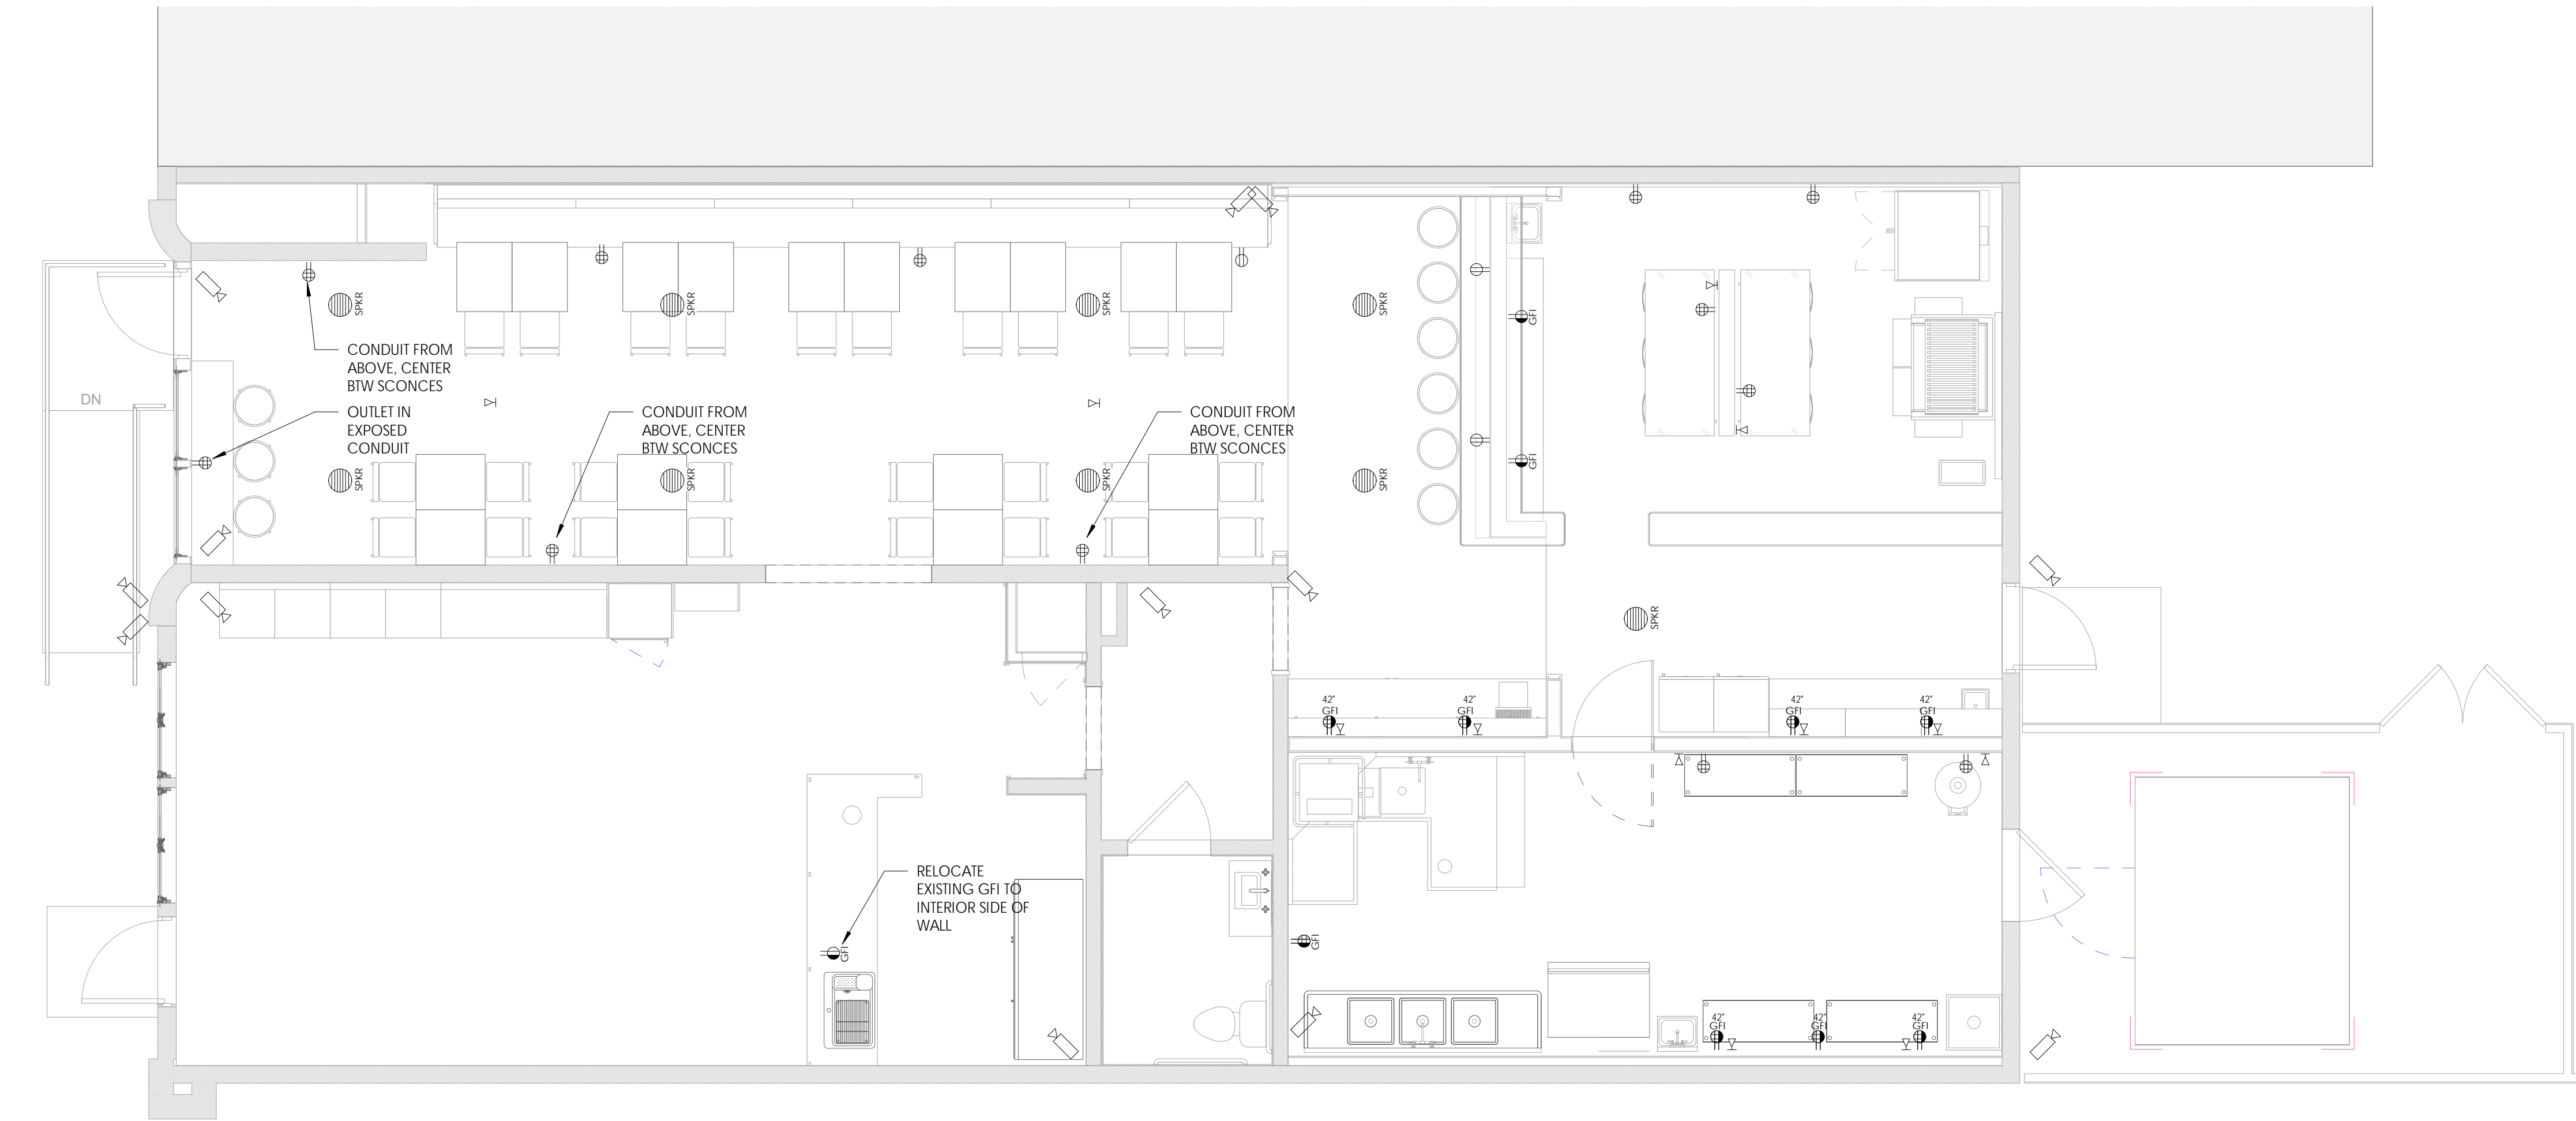 SPKR
SPKR
SPKR
SPKR
GFI
CONDUIT FROM
ABOVE, CENTER
BTW SCONCES
DN
OUTLET IN
EXPOSED
CONDUIT
CONDUIT FROM
ABOVE, CENTER
BTW SCONCES
CONDUIT FROM
ABOVE, CENTER
BTW SCONCES
GFI
SPKR
SPKR
SPKR
SPKR
SPKR
42"
GFI
42"
GFI
42"
GFI
42"
GFI
RELOCATE
EXISTING GFI TO
INTERIOR SIDE OF
WALL
GFI
GFI
42"
GFI
42"
GFI
42"
GFI